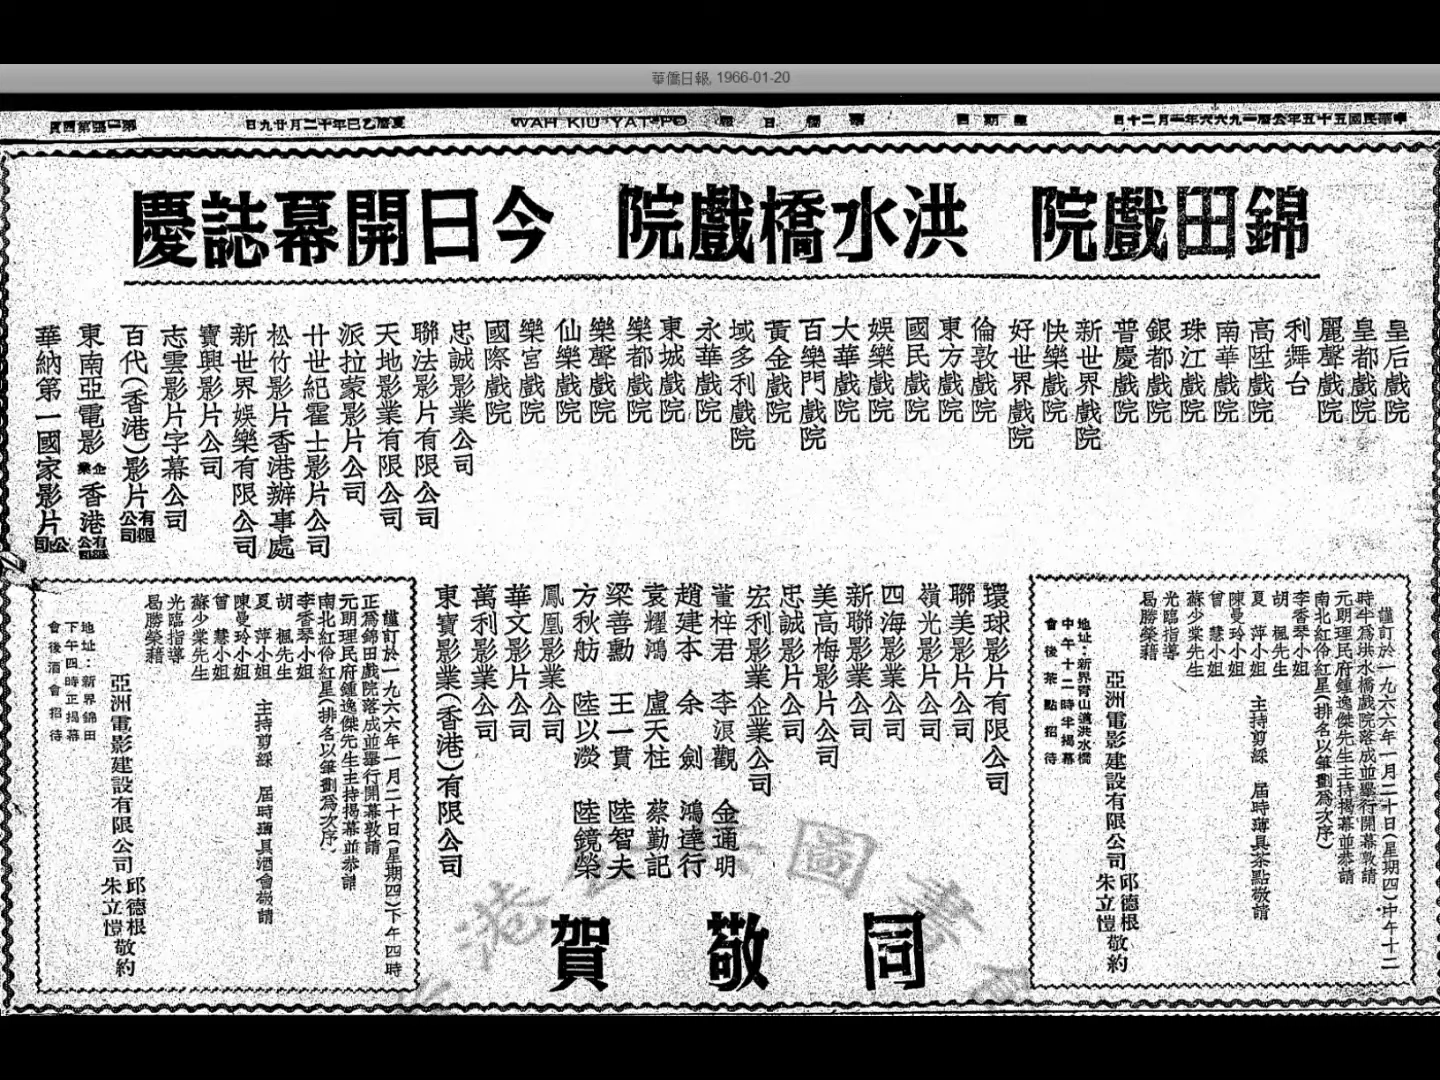 華僑日報, 1966-01-20
中華民國五十五年公曆一九六六年一月二十日
星期四
華僑日報
WAH KIU YAT-PO
夏曆乙巳年十二月廿九日
第二張第四頁
錦田戲院 洪水橋戲院 今日開幕誌慶
皇后戲院
皇都戲院
麗聲戲院
利舞台
高陞戲院
南華戲院
珠江戲院
銀都戲院
普慶戲院
新世界戲院
快樂戲院
好世界戲院
倫敦戲院
東方戲院
國民戲院
娛樂戲院
大華戲院
百樂門戲院
黃金戲院
域多利戲院
永華戲院
東城戲院
樂都戲院
樂聲戲院
仙樂戲院
樂宮戲院
國際戲院
忠誠影業公司
聯法影片有限公司
天地影業有限公司
派拉蒙影片公司
廿世紀霍士影片公司
松竹影片香港辦事處
新世界娛樂有限公司
寶興影片公司
志雲影片字幕公司
百代(香港)影片有限公司
東南亞電影企業香港有限公司
華納第一國家影片公司
環球影片有限公司
聯美影片公司
嶺光影片公司
四海影業公司
新聯影業公司
美高梅影片公司
忠誠影業公司
宏利影業企業公司
董梓君 李浪觀 金通明
趙建本 余劍 鴻達行
袁耀鴻 盧天柱 蔡勤記
梁善勳 王一貫 陸智夫
方秋舫 陸以濙 陸鏡榮
鳳凰影業公司
華文影片公司
萬利影業公司
東寶影業(香港)有限公司
同敬賀
謹訂於一九六六年一月二十日(星期四)中午十二
時半爲洪水橋戲院落成並舉行開幕敦請
元朗理民府鍾逸傑先生主持揭幕並恭請
南北紅伶紅星(排名以筆劃爲次序)
李香琴小姐
胡 楓先生
夏 萍小姐 主持剪綵 屆時薄具茶點敬請
陳曼玲小姐
曾 慧小姐
蘇少棠先生
光臨指導
曷勝榮藉
亞洲電影建設有限公司 邱德根 朱立愷 敬約
地址：新界青山道洪水橋
中午十二時半揭幕
會後茶點招待
謹訂於一九六六年一月二十日(星期四)下午四時
正爲錦田戲院落成並舉行開幕敦請
元朗理民府鍾逸傑先生主持揭幕並恭請
南北紅伶紅星(排名以筆劃爲次序)
李香琴小姐
胡 楓先生
夏 萍小姐 主持剪綵 屆時薄具酒會敬請
陳曼玲小姐
曾 慧小姐
蘇少棠先生
光臨指導
曷勝榮藉
亞洲電影建設有限公司 邱德根 朱立愷 敬約
地址：新界錦田
下午四時正揭幕
會後酒會招待